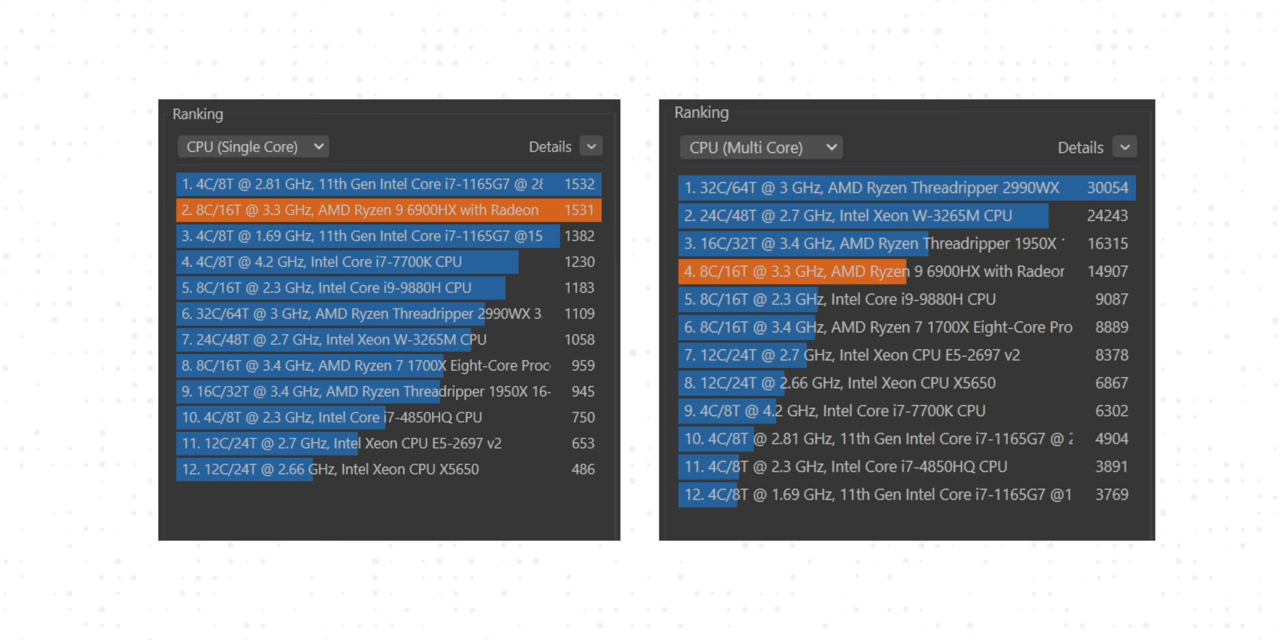 Ranking
CPU (Single Core)
Details
1. 4C/8T @ 2.81 GHz, 11th Gen Intel Core i7-1165G7 @ 28 1532
2. 8C/16T @ 3.3 GHz, AMD Ryzen 9 6900HX with Radeon 1531
3. 4C/8T @ 1.69 GHz, 11th Gen Intel Core i7-1165G7 @15 1382
4. 4C/8T @ 4.2 GHz, Intel Core i7-7700K CPU 1230
5. 8C/16T @ 2.3 GHz, Intel Core i9-9880H CPU 1183
6. 32C/64T @ 3 GHz, AMD Ryzen Threadripper 2990WX 3. 1109
7. 24C/48T @ 2.7 GHz, Intel Xeon W-3265M CPU 1058
8. 8C/16T @ 3.4 GHz, AMD Ryzen 7 1700X Eight-Core Proc 959
9. 16C/32T @ 3.4 GHz, AMD Ryzen Threadripper 1950X 16- 945
10. 4C/8T @ 2.3 GHz, Intel Core i7-4850HQ CPU 750
11. 12C/24T @ 2.7 GHz, Intel Xeon CPU E5-2697 v2 653
12. 12C/24T @ 2.66 GHz, Intel Xeon CPU X5650 486
Ranking
CPU (Multi Core)
Details
1. 32C/64T @ 3 GHz, AMD Ryzen Threadripper 2990WX 30054
2. 24C/48T @ 2.7 GHz, Intel Xeon W-3265M CPU 24243
3. 16C/32T @ 3.4 GHz, AMD Ryzen Threadripper 1950X 16315
4. 8C/16T @ 3.3 GHz, AMD Ryzen 9 6900HX with Radeor 14907
5. 8C/16T @ 2.3 GHz, Intel Core i9-9880H CPU 9087
6. 8C/16T @ 3.4 GHz, AMD Ryzen 7 1700X Eight-Core Pro 8889
7. 12C/24T @ 2.7 GHz, Intel Xeon CPU E5-2697 v2 8378
8. 12C/24T @ 2.66 GHz, Intel Xeon CPU X5650 6867
9. 4C/8T @ 4.2 GHz, Intel Core i7-7700K CPU 6302
10. 4C/8T @ 2.81 GHz, 11th Gen Intel Core i7-1165G7 @ 2 4904
11. 4C/8T @ 2.3 GHz, Intel Core i7-4850HQ CPU 3891
12. 4C/8T @ 1.69 GHz, 11th Gen Intel Core i7-1165G7 @1 3769